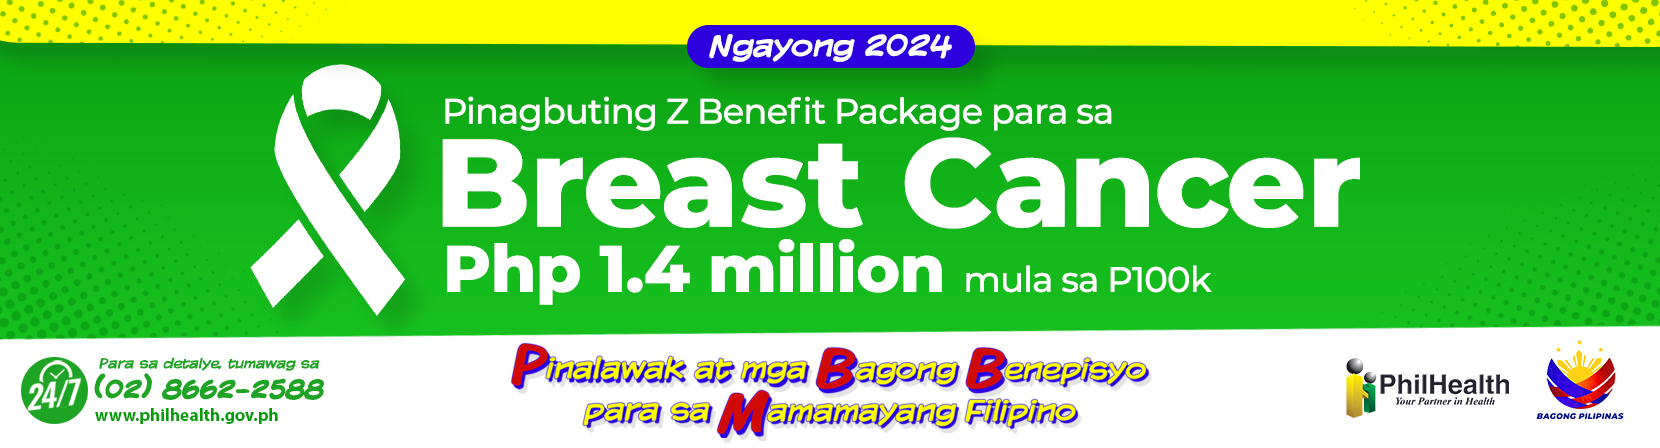 Ngayong 2024
Pinagbuting Z Benefit Package para sa
Breast Cancer
Php 1.4 million mula sa P100k
24/7
Para sa detalye, tumawag sa
(02) 8662-2588
www.philhealth.gov.ph
Pinalawak at mga Bagong Benepisyo
para sa Mamamayang Filipino
PhilHealth
Your Partner in Health
BAGONG PILIPINAS